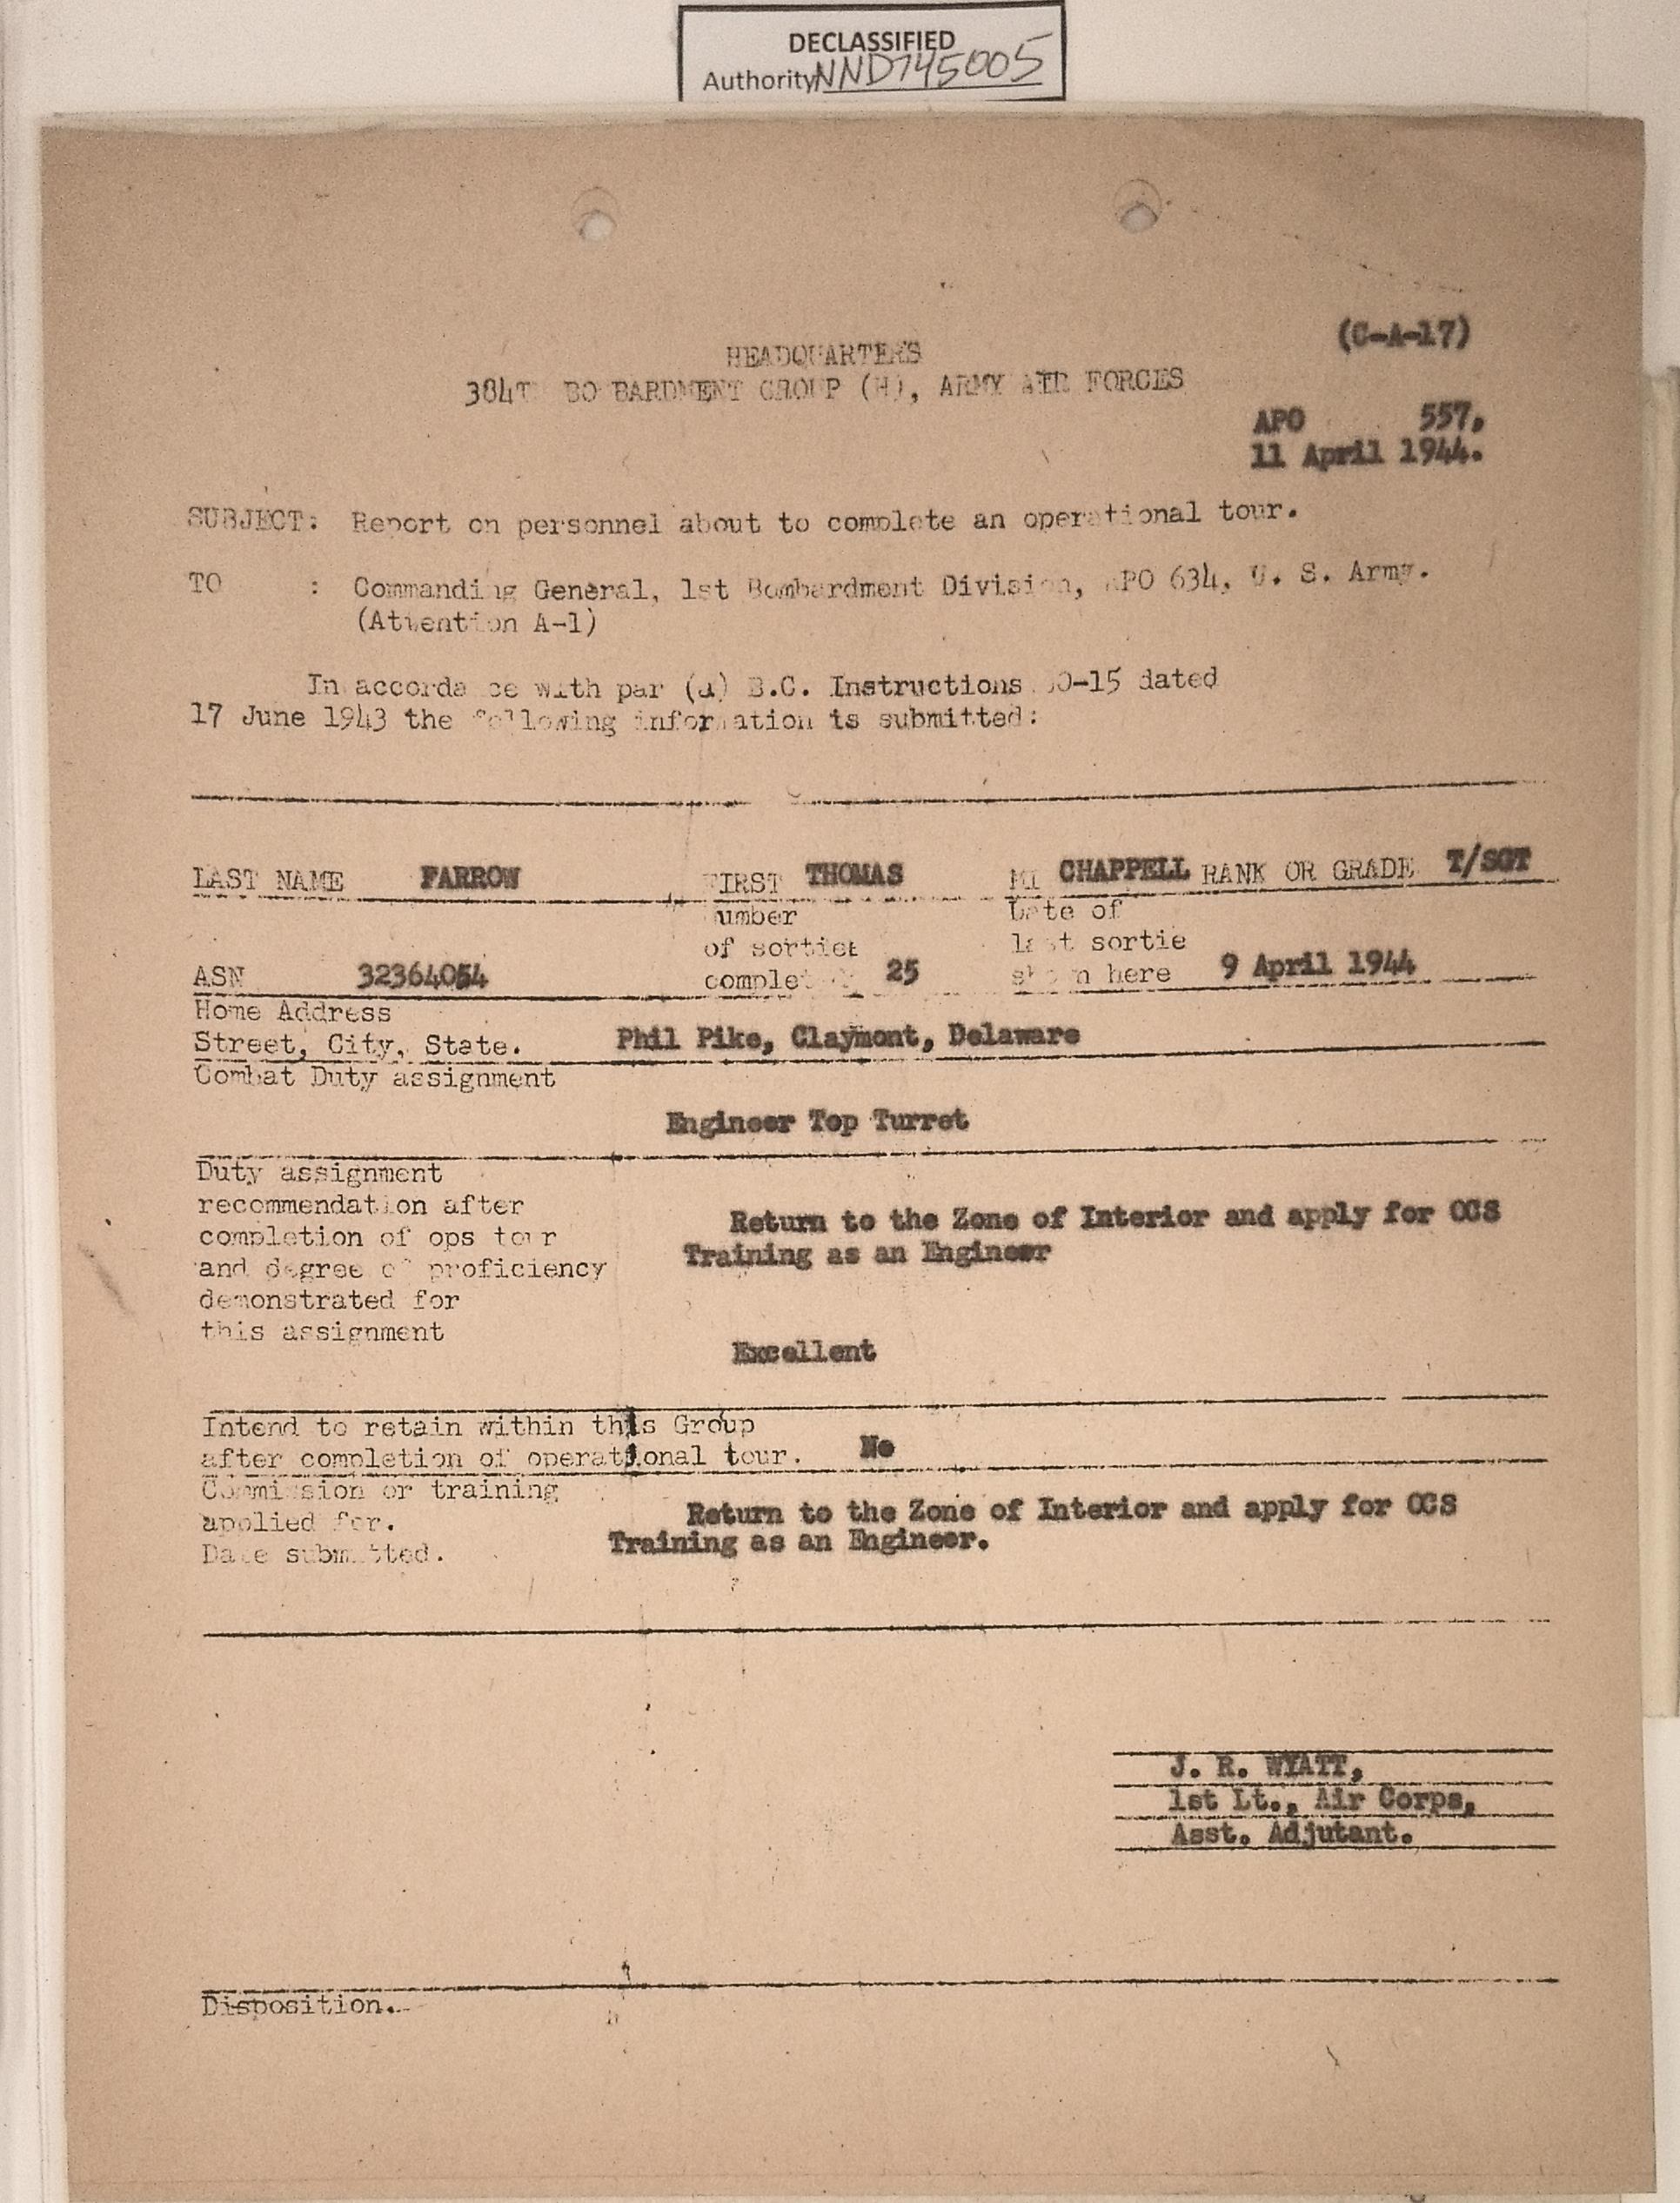 DECLASSIFIED
Authority NND745005
(C-A-17)
HEADQUARTERS
384T BO BARDMENT GROUP (H), ARMY AIR FORCES
APO 557,
11 April 1944.
SUBJECT: Report on personnel about to complete an operational tour.
TO : Commanding General, 1st Bombardment Division, APO 634, U. S. Army.
(Attention A-1)
In accordance with par (d) B.C. Instructions 0-15 dated
17 June 1943 the following information is submitted:
LAST NAME FARROW FIRST THOMAS MI CHAPPELL RANK OR GRADE T/SGT
umber Date of
of sorties last sortie
ASN 32364054 complet 25 shown here 9 April 1944
Home Address
Street, City, State. Phil Pike, Claymont, Delaware
Combat Duty assignment
Engineer Top Turret
Duty assignment
recommendation after Return to the Zone of Interior and apply for OCS
completion of ops tour Training as an Engineer
and degree of proficiency
demonstrated for
this assignment
Excellent
Intend to retain within this Group
after completion of operational tour. No
Commission or training
applied for. Return to the Zone of Interior and apply for OCS
Date submitted. Training as an Engineer.
J. R. WYATT,
1st Lt., Air Corps,
Asst. Adjutant.
Disposition.